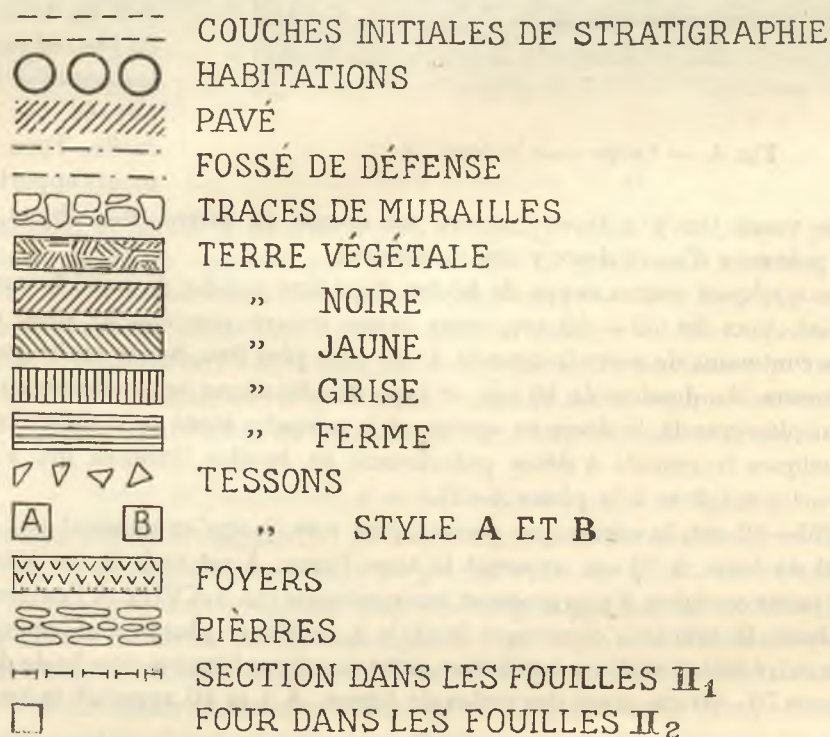 COUCHES INITIALES DE STRATIGRAPHIE
HABITATIONS
PAVÉ
FOSSÉ DE DÉFENSE
TRACES DE MURAILLES
TERRE VÉGÉTALE
„ NOIRE
„ JAUNE
„ GRISE
„ FERME
TESSONS
A B „ STYLE A ET B
FOYERS
PIÈRRES
SECTION DANS LES FOUILLES II₁
FOUR DANS LES FOUILLES II₂